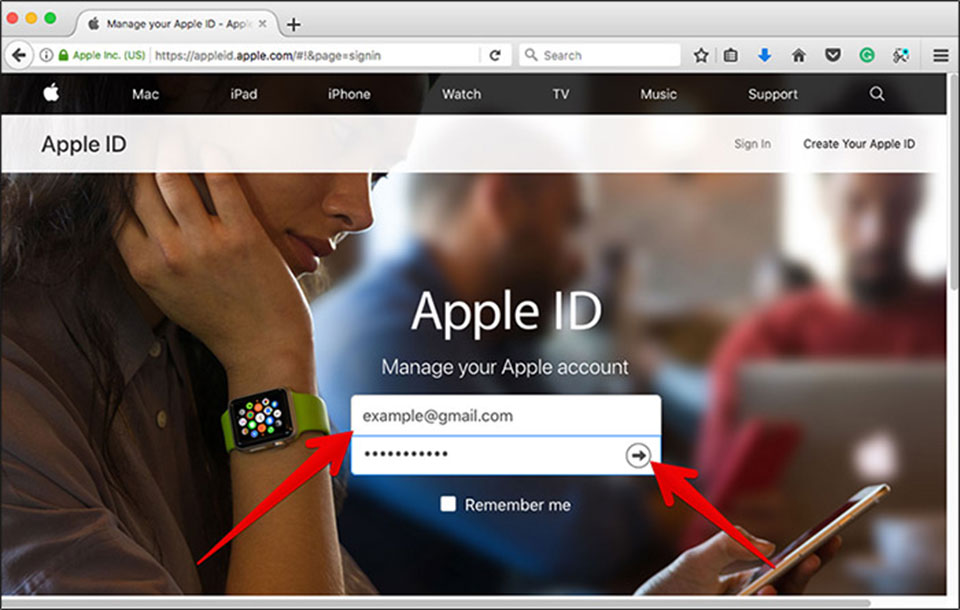 Manage your Apple ID - Apple
Apple Inc. (US) https://appleid.apple.com/#!&page=signin Search
Mac iPad iPhone Watch TV Music Support
Apple ID Sign In Create Your Apple ID
Apple ID
Manage your Apple account
example@gmail.com
•••••••••••
Remember me